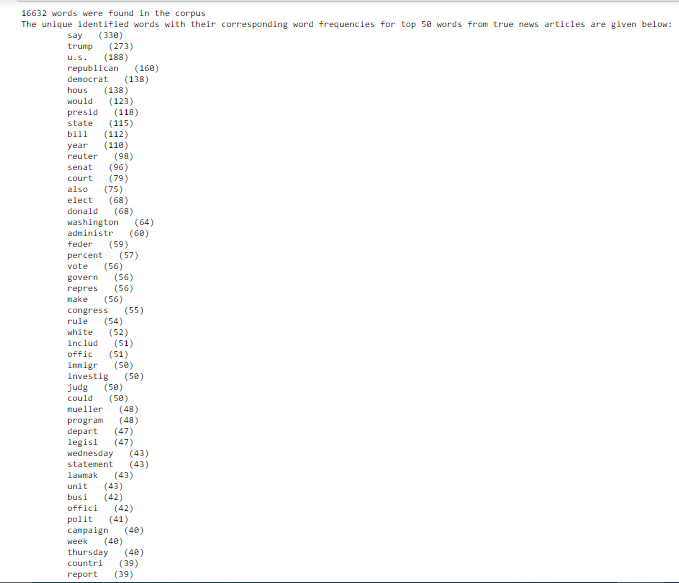 16632 words were found in the corpus
The unique identified words with their corresponding word frequencies for top 50 words from true news articles are given below:
say (330)
trump (273)
u.s. (188)
republican (160)
democrat (138)
hous (138)
would (123)
presid (118)
state (115)
bill (112)
year (110)
reuter (98)
senat (96)
court (79)
also (75)
elect (68)
donald (68)
washington (64)
administr (60)
feder (59)
percent (57)
vote (56)
govern (56)
repres (56)
make (56)
congress (55)
rule (54)
white (52)
includ (51)
offic (51)
immigr (50)
investig (50)
judg (50)
could (50)
mueller (48)
program (48)
depart (47)
legisl (47)
wednesday (43)
statement (43)
lawmak (43)
unit (43)
busi (42)
offici (42)
polit (41)
campaign (40)
week (40)
thursday (40)
countri (39)
report (39)